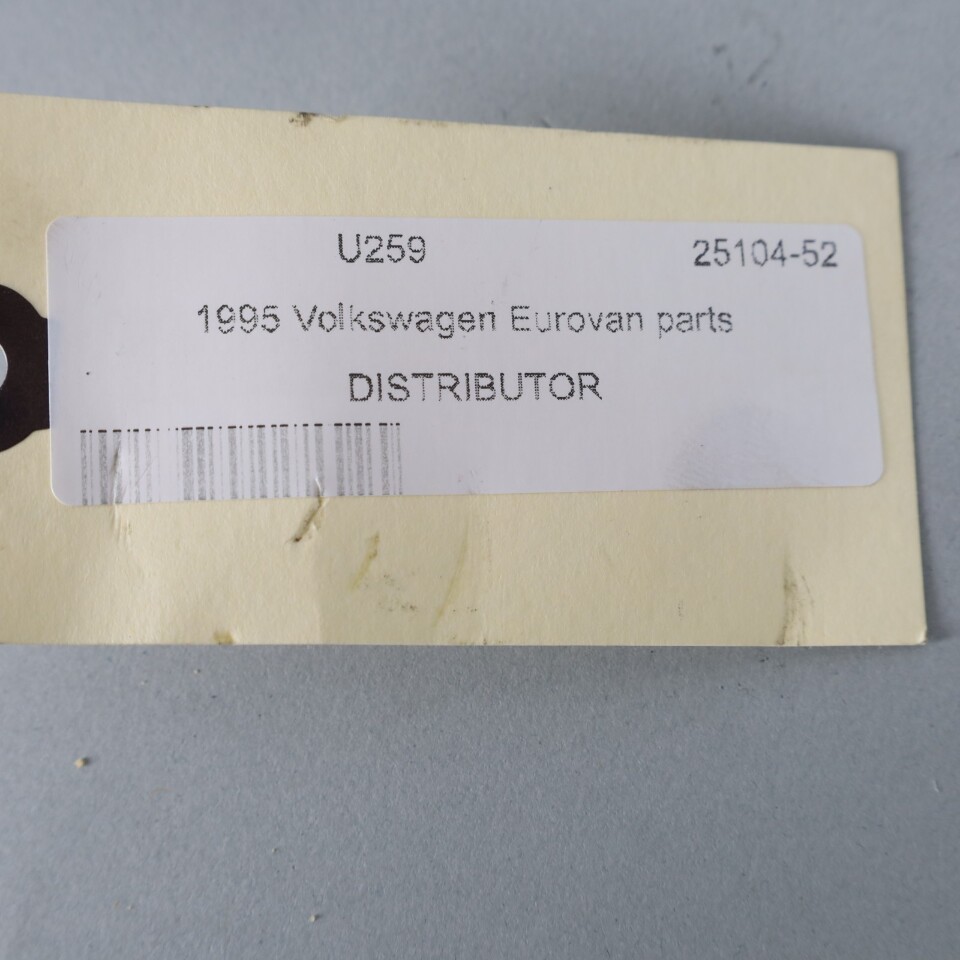 U259 25104-52
1995 Volkswagen Eurovan parts
DISTRIBUTOR